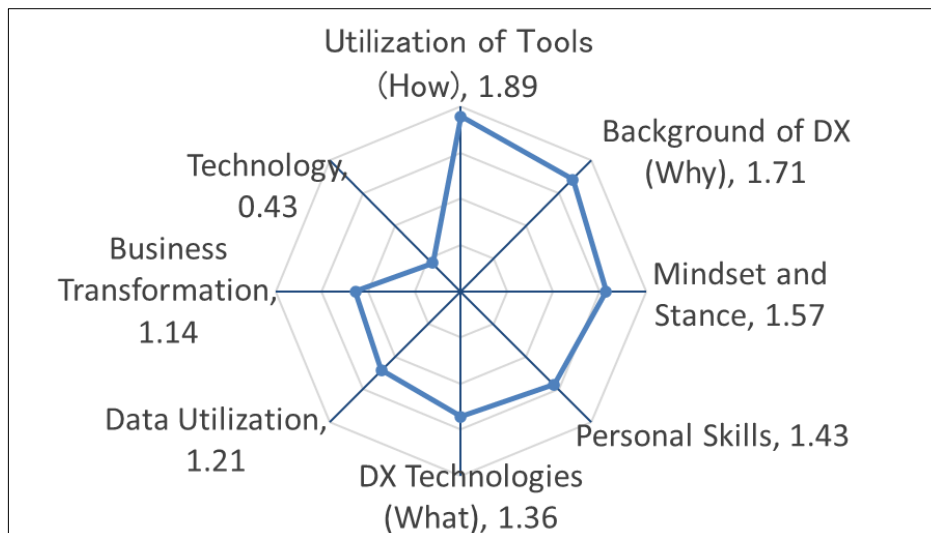 Utilization of Tools
(How), 1.89
Background of DX
(Why), 1.71
Mindset and
Stance, 1.57
Personal Skills, 1.43
DX Technologies
(What), 1.36
Data Utilization,
1.21
Business
Transformation,
1.14
Technology,
0.43